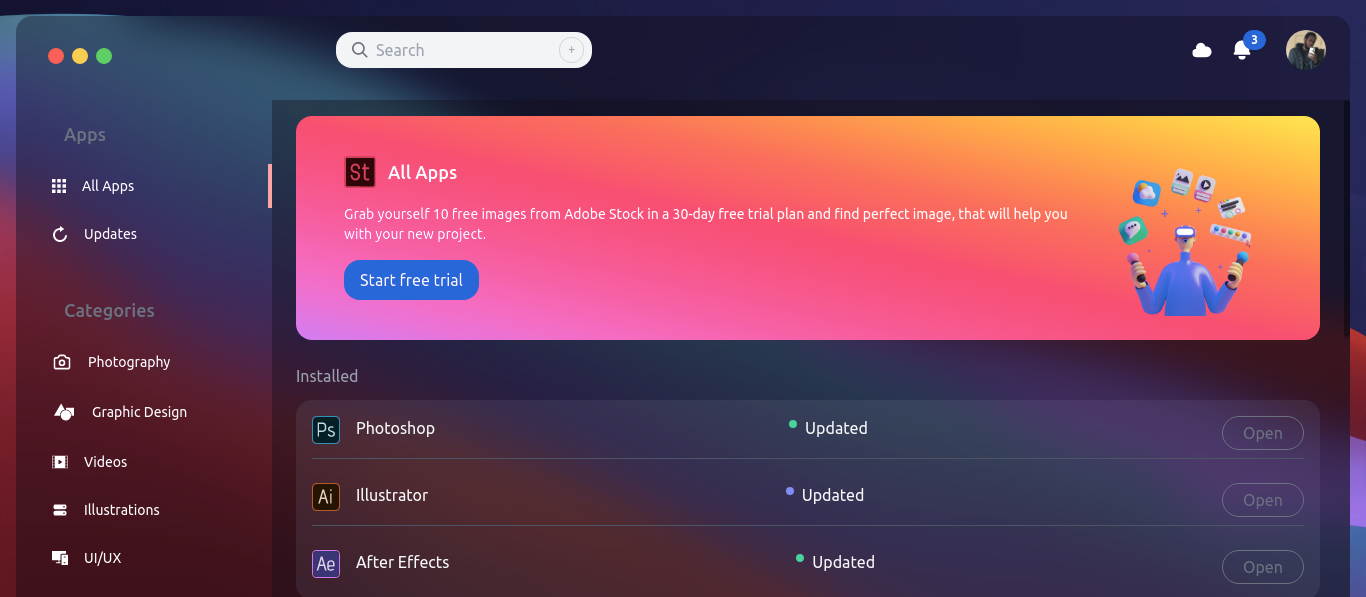 Search
+
3
Apps
All Apps
Updates
Categories
Photography
Graphic Design
Videos
Illustrations
UI/UX
St
All Apps
Grab yourself 10 free images from Adobe Stock in a 30-day free trial plan and find perfect image, that will help you
with your new project.
Start free trial
Installed
Ps Photoshop Updated Open
Ai Illustrator Updated Open
Ae After Effects Updated Open